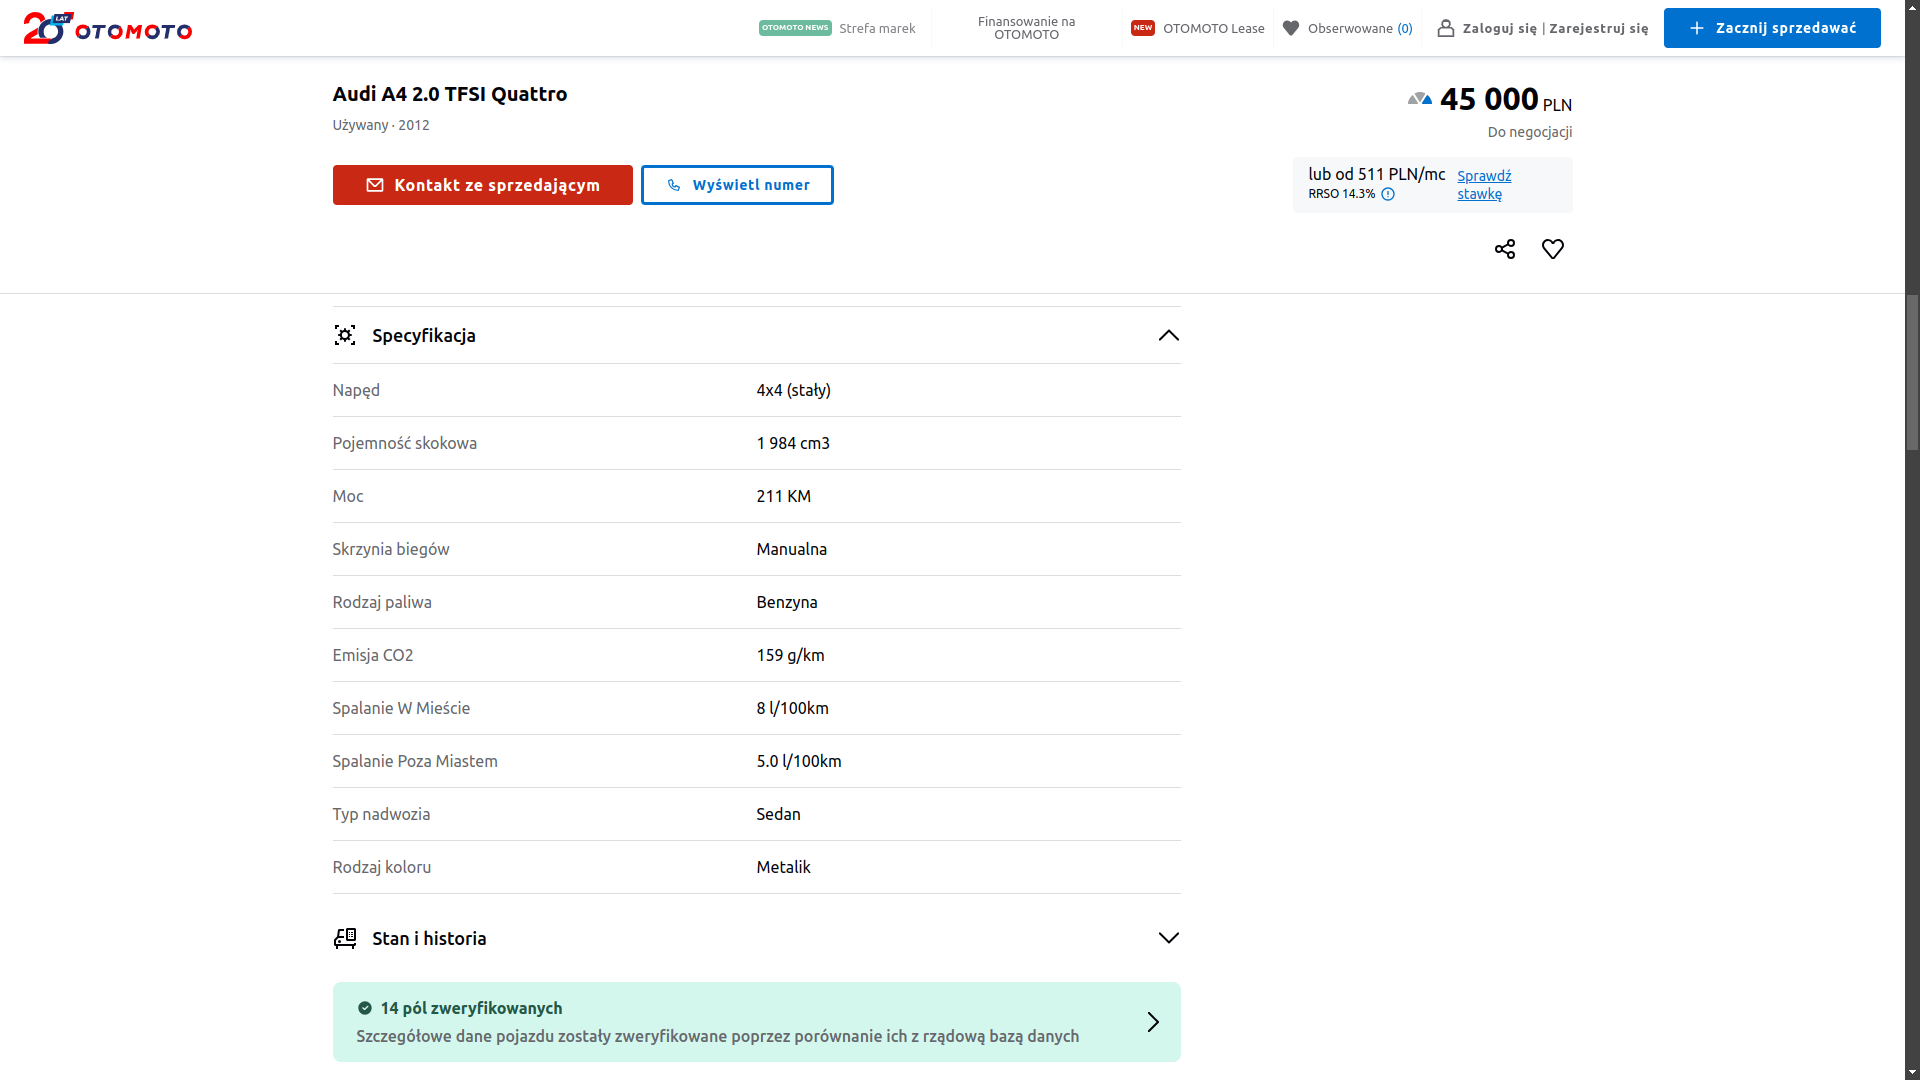 20 LAT OTOMOTO
OTOMOTO NEWS Strefa marek
Finansowanie na
OTOMOTO
NEW OTOMOTO Lease
Obserwowane (0)
Zaloguj się | Zarejestruj się
Zacznij sprzedawać
Audi A4 2.0 TFSI Quattro
Używany · 2012
45 000 PLN
Do negocjacji
Kontakt ze sprzedającym
Wyświetl numer
lub od 511 PLN/mc
RRSO 14.3%
Sprawdź
stawkę
Specyfikacja
Napęd 4x4 (stały)
Pojemność skokowa 1 984 cm3
Moc 211 KM
Skrzynia biegów Manualna
Rodzaj paliwa Benzyna
Emisja CO2 159 g/km
Spalanie W Mieście 8 l/100km
Spalanie Poza Miastem 5.0 l/100km
Typ nadwozia Sedan
Rodzaj koloru Metalik
Stan i historia
14 pól zweryfikowanych
Szczegółowe dane pojazdu zostały zweryfikowane poprzez porównanie ich z rządową bazą danych